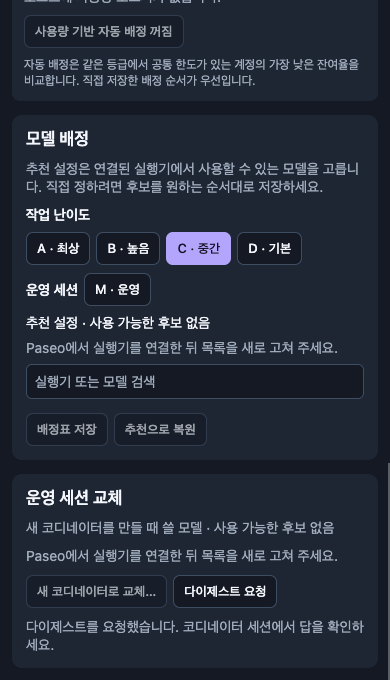 사용량 기반 자동 배정 꺼짐
자동 배정은 같은 등급에서 공통 한도가 있는 계정의 가장 낮은 잔여율을
비교합니다. 직접 저장한 배정 순서가 우선입니다.
모델 배정
추천 설정은 연결된 실행기에서 사용할 수 있는 모델을 고릅니
다. 직접 정하려면 후보를 원하는 순서대로 저장하세요.
작업 난이도
A · 최상 B · 높음 C · 중간 D · 기본
운영 세션 M · 운영
추천 설정 · 사용 가능한 후보 없음
Paseo에서 실행기를 연결한 뒤 목록을 새로 고쳐 주세요.
실행기 또는 모델 검색
배정표 저장 추천으로 복원
운영 세션 교체
새 코디네이터를 만들 때 쓸 모델 · 사용 가능한 후보 없음
Paseo에서 실행기를 연결한 뒤 목록을 새로 고쳐 주세요.
새 코디네이터로 교체... 다이제스트 요청
다이제스트를 요청했습니다. 코디네이터 세션에서 답을 확인하
세요.